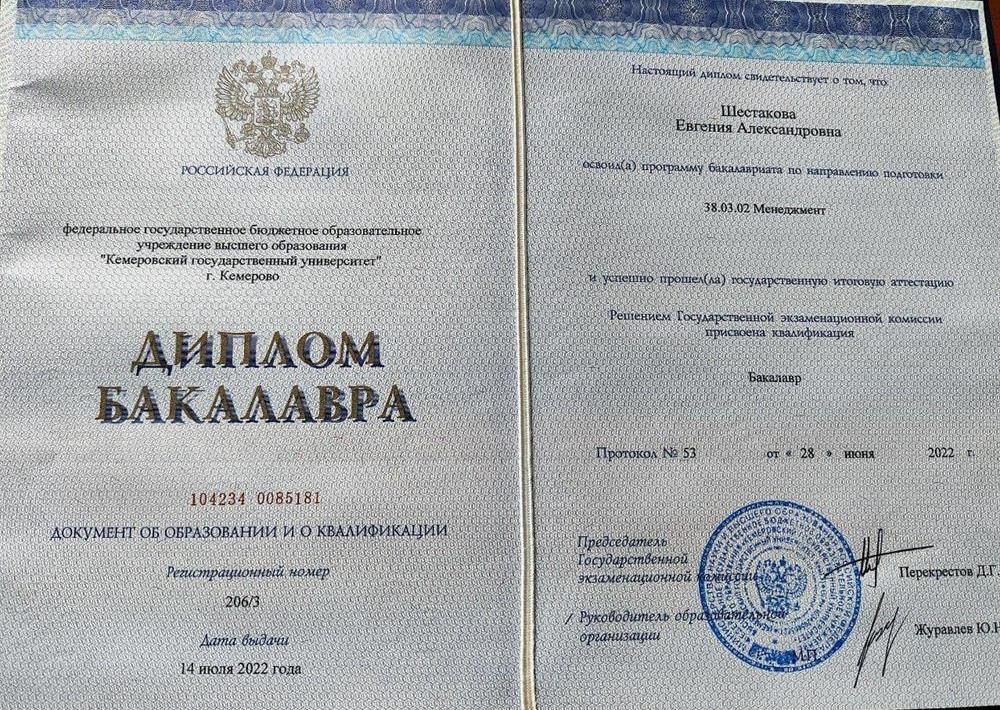 РОССИЙСКАЯ ФЕДЕРАЦИЯ
федеральное государственное бюджетное образовательное
учреждение высшего образования
"Кемеровский государственный университет"
г. Кемерово
ДИПЛОМ
БАКАЛАВРА
104234 0085181
ДОКУМЕНТ ОБ ОБРАЗОВАНИИ И О КВАЛИФИКАЦИИ
Регистрационный номер
206/3
Дата выдачи
14 июля 2022 года
Настоящий диплом свидетельствует о том, что
Шестакова
Евгения Александровна
освоил(а) программу бакалавриата по направлению подготовки
38.03.02 Менеджмент
и успешно прошел(ла) государственную итоговую аттестацию
Решением Государственной экзаменационной комиссии
присвоена квалификация
Бакалавр
Протокол № 53 от « 28 » июня 2022 г.
Председатель
Государственной
экзаменационной комиссии
Перекрестов Д.Г.
/ Руководитель образовательной
организации
Журавлев Ю.Н
М.П.